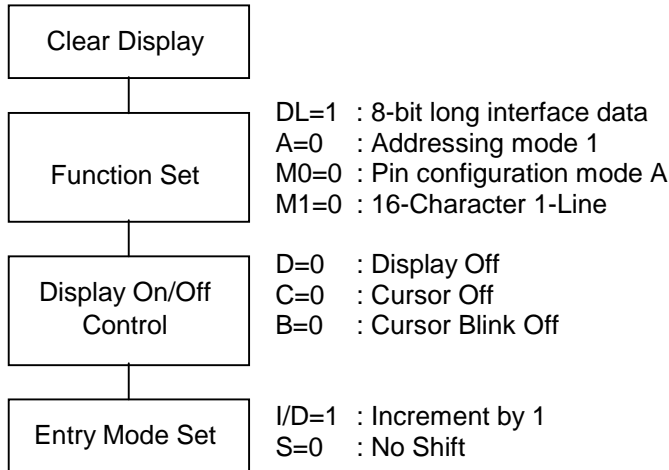 Clear Display
Function Set
DL=1 : 8-bit long interface data
A=0 : Addressing mode 1
M0=0 : Pin configuration mode A
M1=0 : 16-Character 1-Line
Display On/Off
Control
D=0 : Display Off
C=0 : Cursor Off
B=0 : Cursor Blink Off
Entry Mode Set
I/D=1 : Increment by 1
S=0 : No Shift